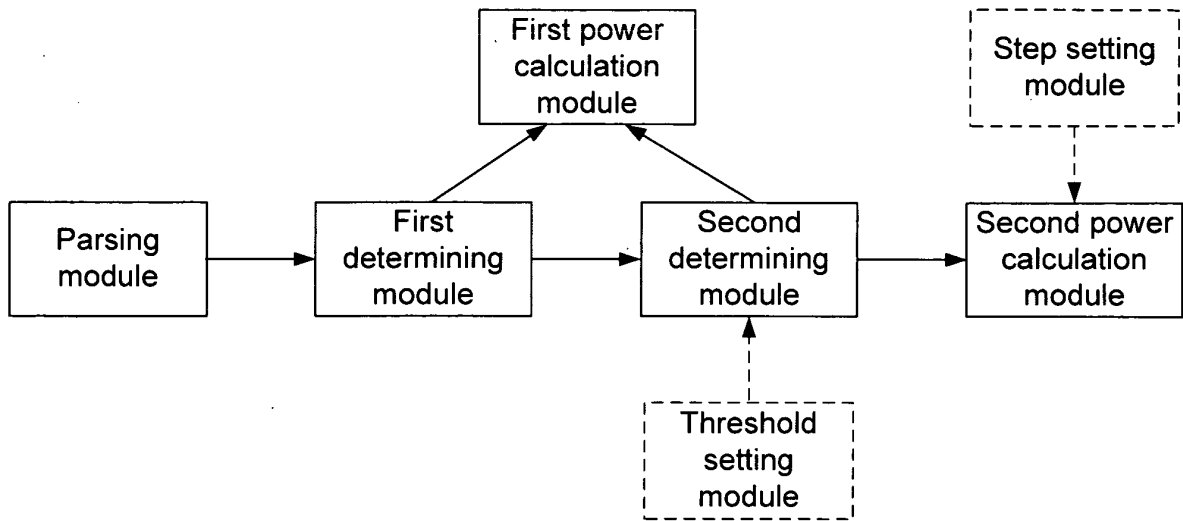 First power
calculation
module
Step setting
module
Parsing
module
First
determining
module
Second
determining
module
Second power
calculation
module
Threshold
setting
module